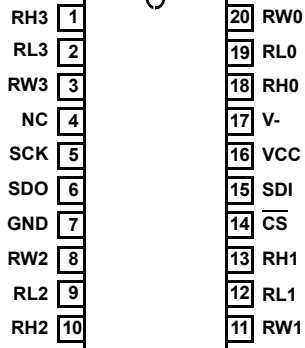 RH3 1 20 RW0
RL3 2 19 RL0
RW3 3 18 RH0
NC 4 17 V-
SCK 5 16 VCC
SDO 6 15 SDI
GND 7 14 C̅S̅
RW2 8 13 RH1
RL2 9 12 RL1
RH2 10 11 RW1